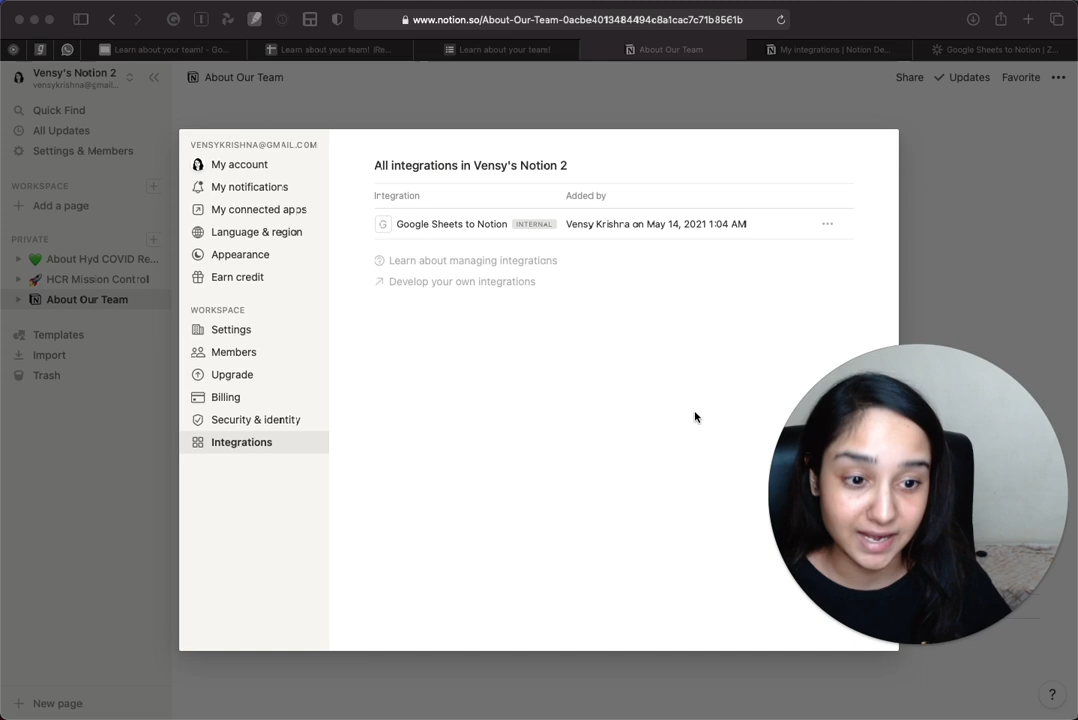 www.notion.so/About-Our-Team-0acbe4013484494c8a1cac7c71b8561b
Learn about your team! - Go...
Learn about your team! (Re...
Learn about your team!
About Our Team
My integrations | Notion De...
Google Sheets to Notion | Z...
Vensy's Notion 2
vensykrishna@gmail...
About Our Team
Share
Updates
Favorite
Quick Find
All Updates
Settings & Members
WORKSPACE
Add a page
PRIVATE
About Hyd COVID Re...
HCR Mission Control
About Our Team
Templates
Import
Trash
New page
VENSYKRISHNA@GMAIL.COM
My account
My notifications
My connected apps
Language & region
Appearance
Earn credit
WORKSPACE
Settings
Members
Upgrade
Billing
Security & identity
Integrations
All integrations in Vensy's Notion 2
Integration Added by
G Google Sheets to Notion INTERNAL Vensy Krishna on May 14, 2021 1:04 AM
Learn about managing integrations
Develop your own integrations
?